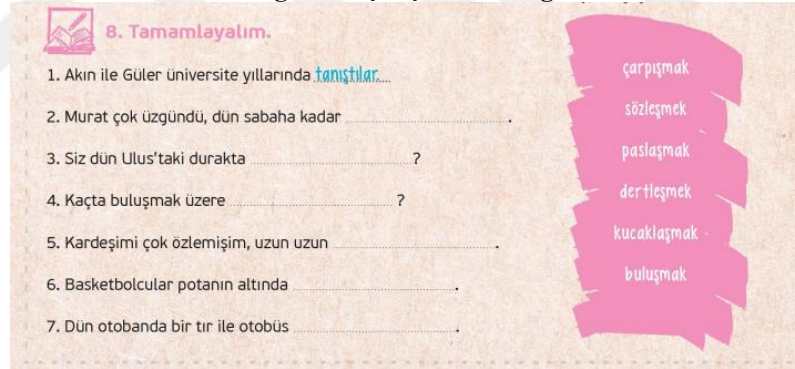 8. Tamamlayalım.
1. Akın ile Güler üniversite yıllarında tanıştılar.
2. Murat çok üzgündü, dün sabaha kadar .
3. Siz dün Ulus'taki durakta ?
4. Kaçta buluşmak üzere ?
5. Kardeşimi çok özlemişim, uzun uzun .
6. Basketbolcular potanın altında .
7. Dün otobanda bir tır ile otobüs .
çarpışmak
sözleşmek
paslaşmak
dertleşmek
kucaklaşmak
buluşmak